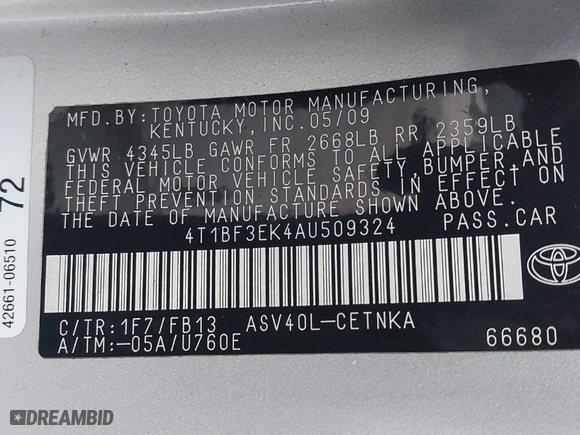 MFD.BY:TOYOTA MOTOR MANUFACTURING,
KENTUCKY,INC.05/09
GVWR 4345LB GAWR FR 2668LB RR 2359LB
THIS VEHICLE CONFORMS TO ALL APPLICABLE
FEDERAL MOTOR VEHICLE SAFETY,BUMPER,AND
THEFT PREVENTION STANDARDS IN EFFECT ON
THE DATE OF MANUFACTURE SHOWN ABOVE.
4T1BF3EK4AU509324 PASS.CAR
C/TR:1F7/FB13 ASV40L-CETNKA
A/TM:-05A/U760E 66680
TOYOTA
42661-06510 72
DREAMBID